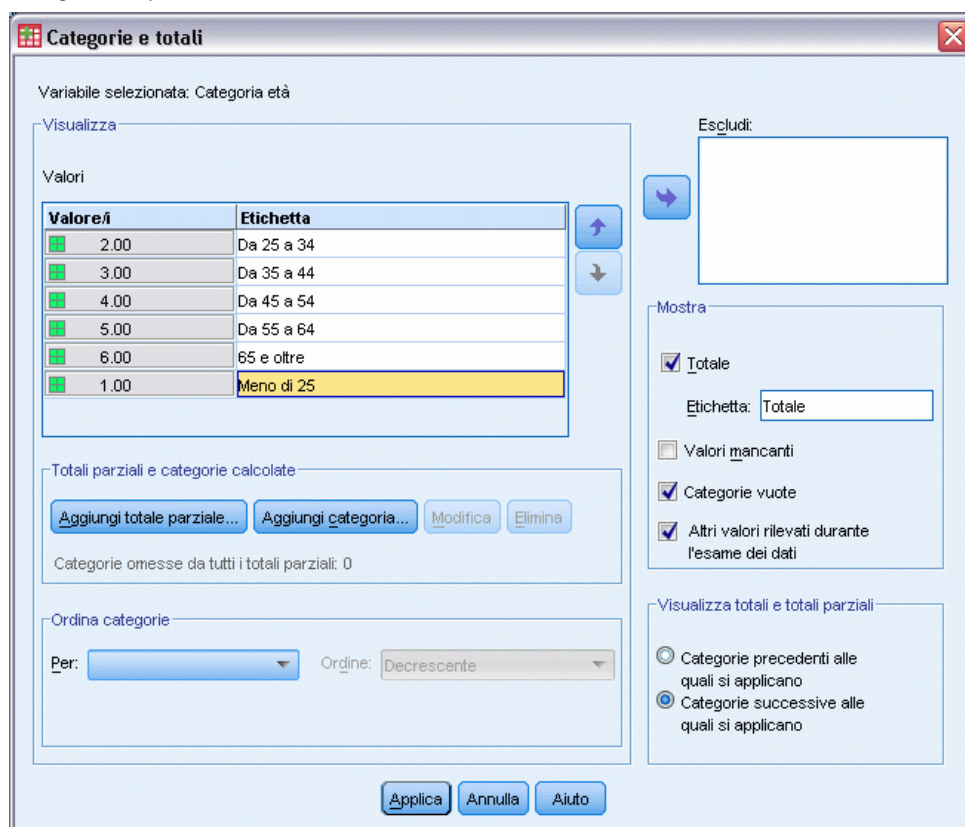 Categorie e totali
Variabile selezionata: Categoria età
Visualizza
Valori
Valore/i Etichetta
2.00 Da 25 a 34
3.00 Da 35 a 44
4.00 Da 45 a 54
5.00 Da 55 a 64
6.00 65 e oltre
1.00 Meno di 25
Totali parziali e categorie calcolate
Aggiungi totale parziale... Aggiungi categoria... Modifica Elimina
Categorie omesse da tutti i totali parziali: 0
Ordina categorie
Per: Ordine: Decrescente
Escludi:
Mostra
Totale
Etichetta: Totale
Valori mancanti
Categorie vuote
Altri valori rilevati durante
l'esame dei dati
Visualizza totali e totali parziali
Categorie precedenti alle
quali si applicano
Categorie successive alle
quali si applicano
Applica Annulla Aiuto